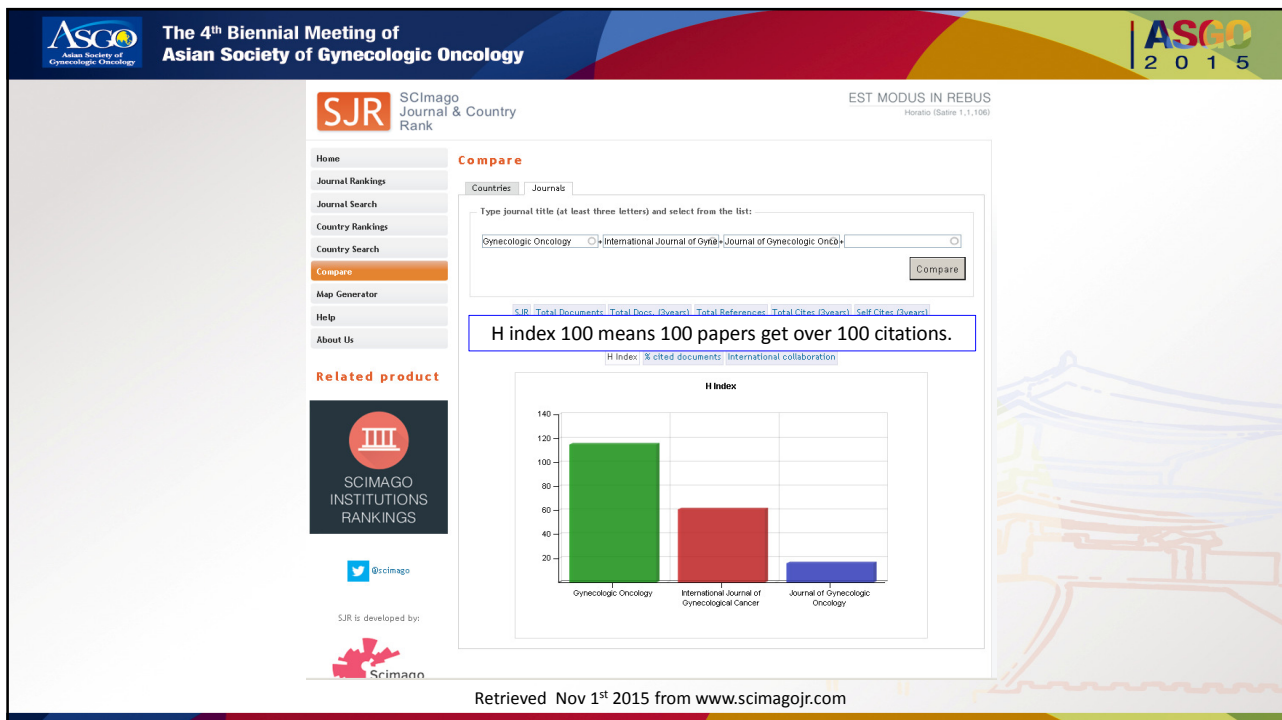 ASGO
Asian Society of
Gynecologic Oncology
The 4th Biennial Meeting of
Asian Society of Gynecologic Oncology
ASGO
2015
SJR
SCImago
Journal & Country
Rank
EST MODUS IN REBUS
Horatio (Satire 1,1,106)
Home
Journal Rankings
Journal Search
Country Rankings
Country Search
Compare
Map Generator
Help
About Us
Related product
SCIMAGO
INSTITUTIONS
RANKINGS
@scimago
SJR is developed by:
Scimago
Compare
Countries Journals
Type journal title (at least three letters) and select from the list:
Gynecologic Oncology + International Journal of Gyne + Journal of Gynecologic Onco +
Compare
SJR Total Documents Total Docs. (3years) Total References Total Cites (3years) Self Cites (3years)
H index 100 means 100 papers get over 100 citations.
H Index % cited documents International collaboration
H Index
140
120
100
80
60
40
20
Gynecologic Oncology
International Journal of
Gynecological Cancer
Journal of Gynecologic
Oncology
Retrieved Nov 1st 2015 from www.scimagojr.com